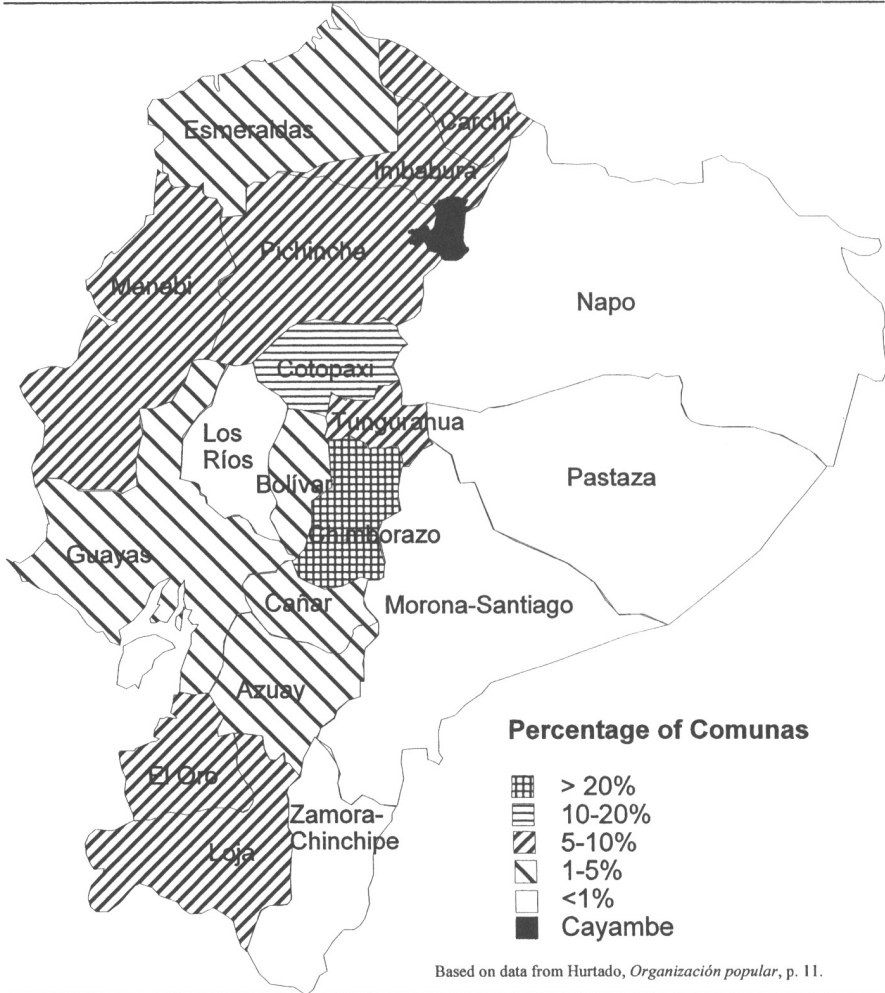 Esmeraldas
Carchi
Imbabura
Pichincha
Manabi
Napo
Cotopaxi
Tungurahua
Los
Ríos
Pastaza
Bolívar
Chimborazo
Guayas
Cañar
Morona-Santiago
Azuay
Percentage of Comunas
El Oro
> 20%
Zamora-
Chinchipe
10-20%
5-10%
Loja
1-5%
<1%
Cayambe
Based on data from Hurtado, Organización popular, p. 11.